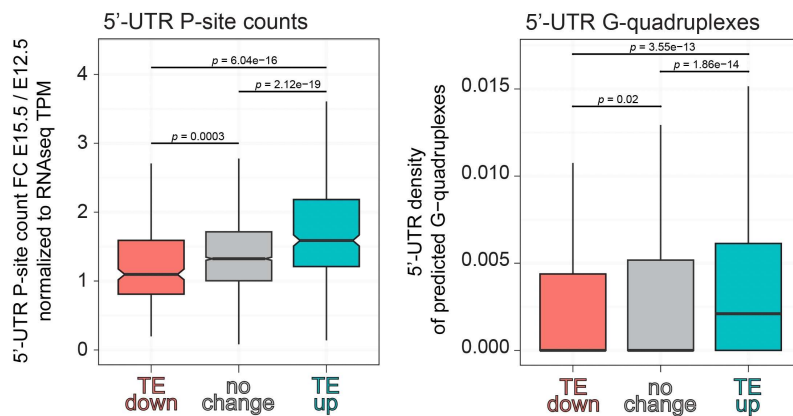 5’-UTR P-site counts
5’-UTR P-site count FC E15.5 / E12.5
normalized to RNAseq TPM
4
3
2
1
0
p = 6.04e−16
p = 2.12e−19
p = 0.0003
TE
down
no
change
TE
up
5’-UTR G-quadruplexes
5’-UTR density
of predicted G−quadruplexes
0.015
0.010
0.005
0.000
p = 3.55e−13
p = 1.86e−14
p = 0.02
TE
down
no
change
TE
up